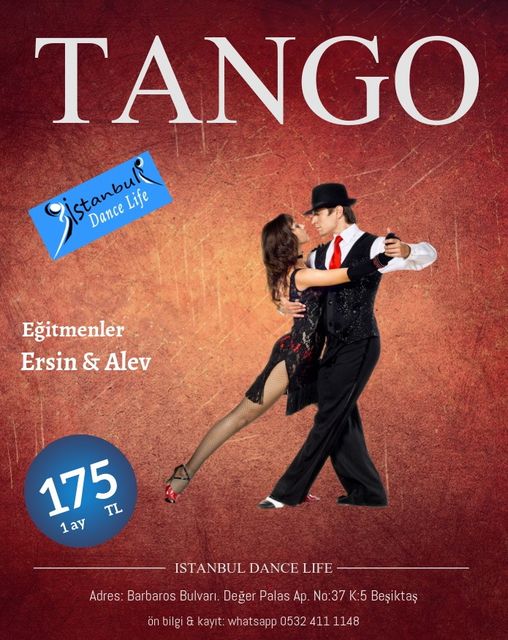 TANGO
istanbul
Dance Life
Eğitmenler
Ersin & Alev
175
1 ay TL
ISTANBUL DANCE LIFE
Adres: Barbaros Bulvarı. Değer Palas Ap. No:37 K:5 Beşiktaş
ön bilgi & kayıt: whatsapp 0532 411 1148